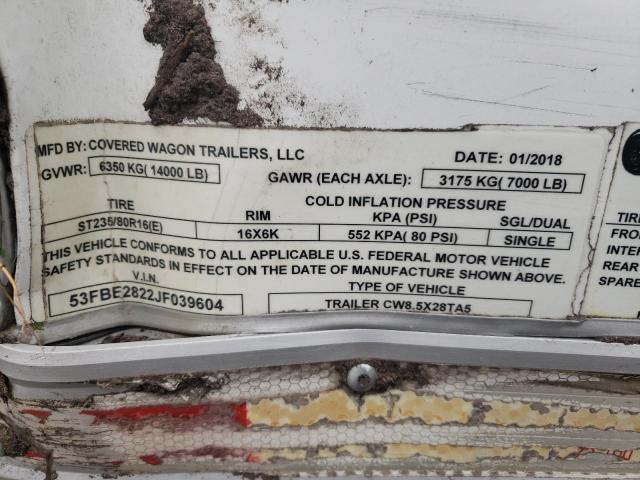 MFD BY: COVERED WAGON TRAILERS, LLC DATE: 01/2018
GVWR: 6350 KG( 14000 LB) GAWR (EACH AXLE): 3175 KG( 7000 LB)
COLD INFLATION PRESSURE
TIRE RIM KPA (PSI) SGL/DUAL
ST235/80R16(E) 16X6K 552 KPA( 80 PSI) SINGLE
THIS VEHICLE CONFORMS TO ALL APPLICABLE U.S. FEDERAL MOTOR VEHICLE
SAFETY STANDARDS IN EFFECT ON THE DATE OF MANUFACTURE SHOWN ABOVE.
V.I.N. TYPE OF VEHICLE
53FBE2822JF039604 TRAILER CW8.5X28TA5
TIRE
FRON
REAR
SPARE